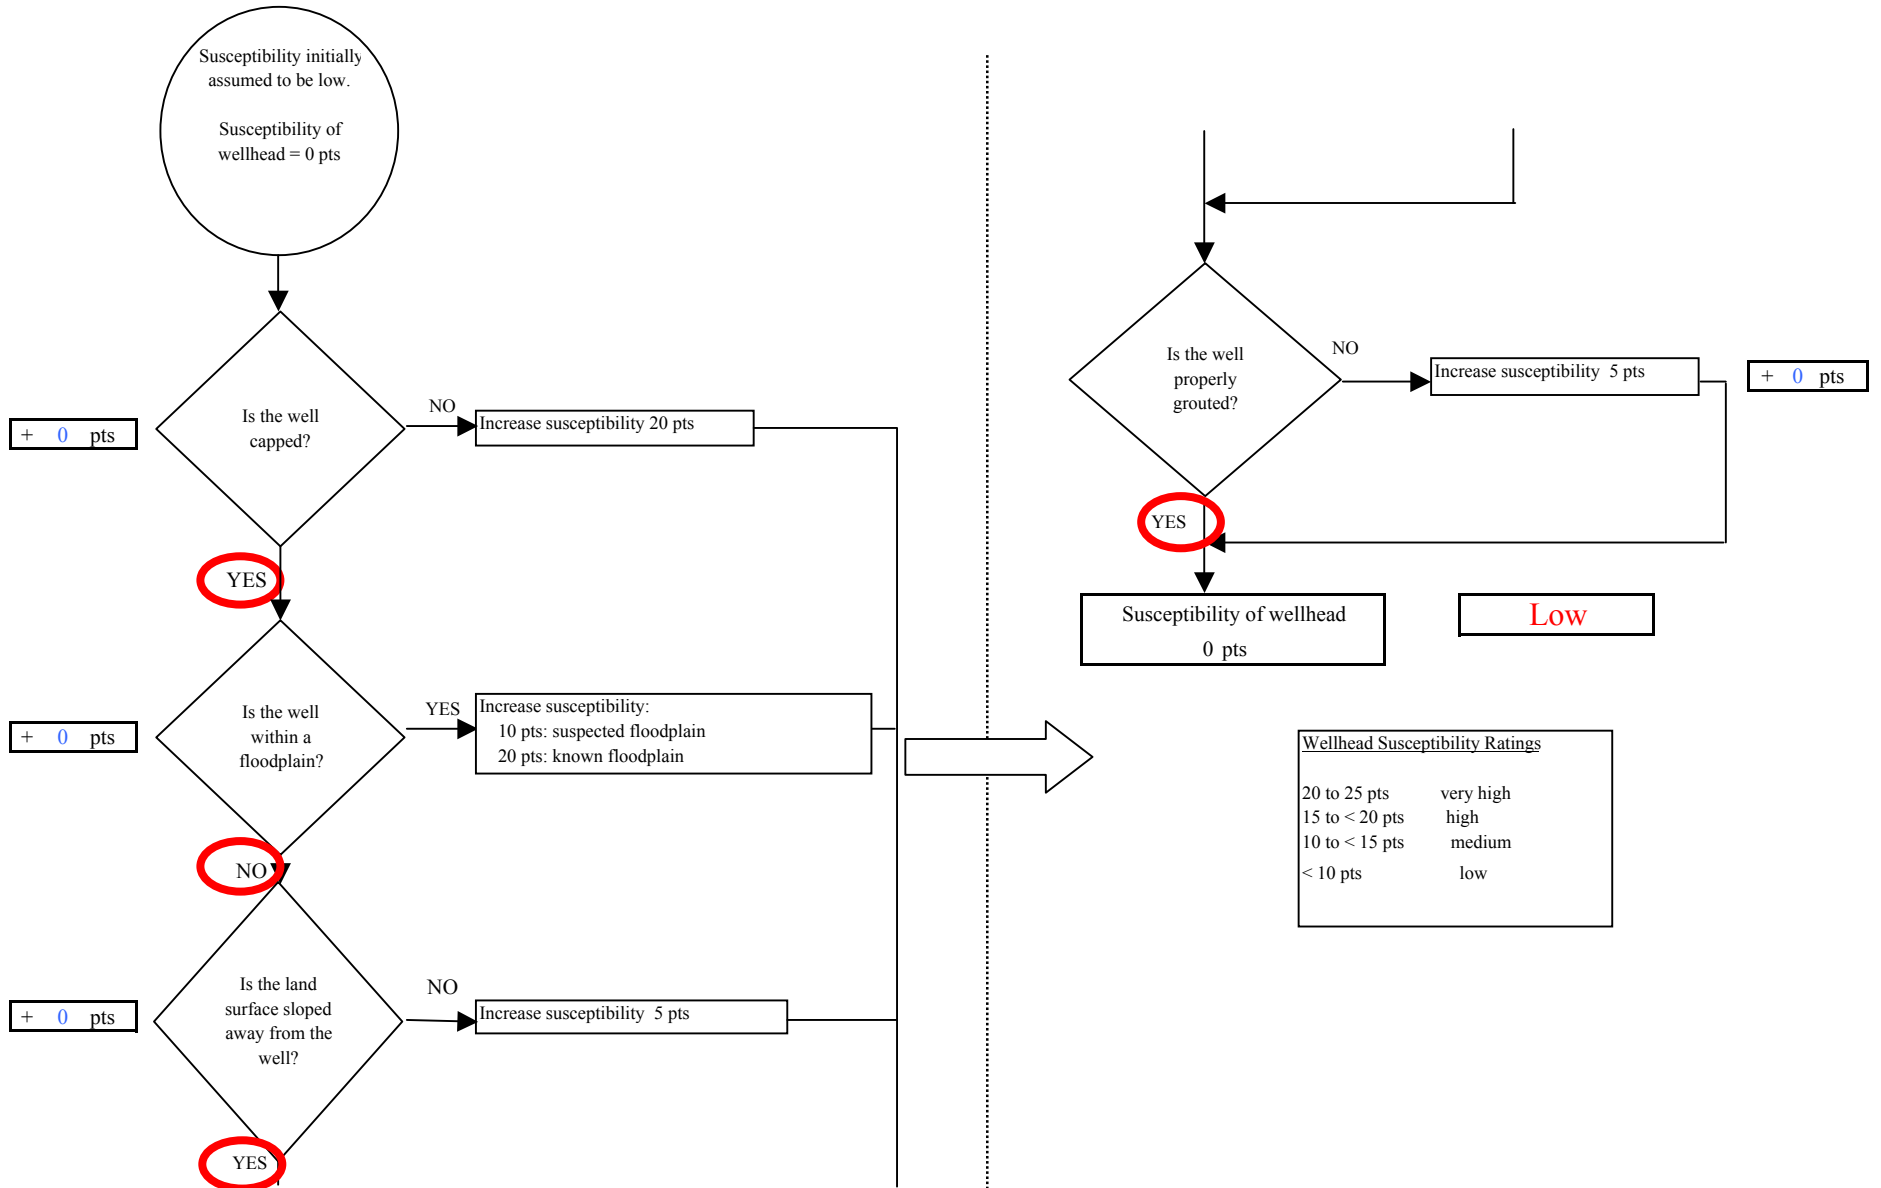 Susceptibility initially
assumed to be low.
Susceptibility of
wellhead = 0 pts
+ 0 pts
Is the well
capped?
NO
Increase susceptibility 20 pts
YES
+ 0 pts
Is the well
within a
floodplain?
YES
Increase susceptibility:
10 pts: suspected floodplain
20 pts: known floodplain
NO
+ 0 pts
Is the land
surface sloped
away from the
well?
NO
Increase susceptibility 5 pts
YES
Is the well
properly
grouted?
NO
Increase susceptibility 5 pts
+ 0 pts
YES
Susceptibility of wellhead
0 pts
Low
Wellhead Susceptibility Ratings
20 to 25 pts very high
15 to < 20 pts high
10 to < 15 pts medium
< 10 pts low